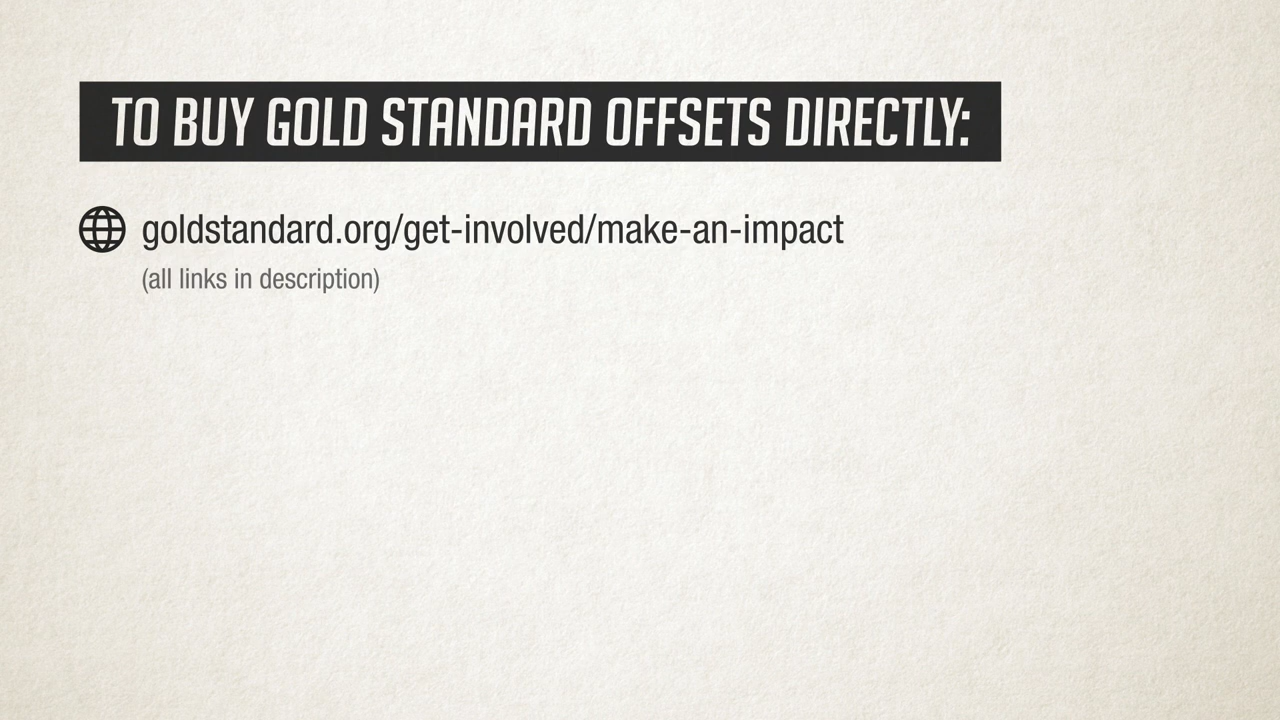 TO BUY GOLD STANDARD OFFSETS DIRECTLY:
goldstandard.org/get-involved/make-an-impact
(all links in description)